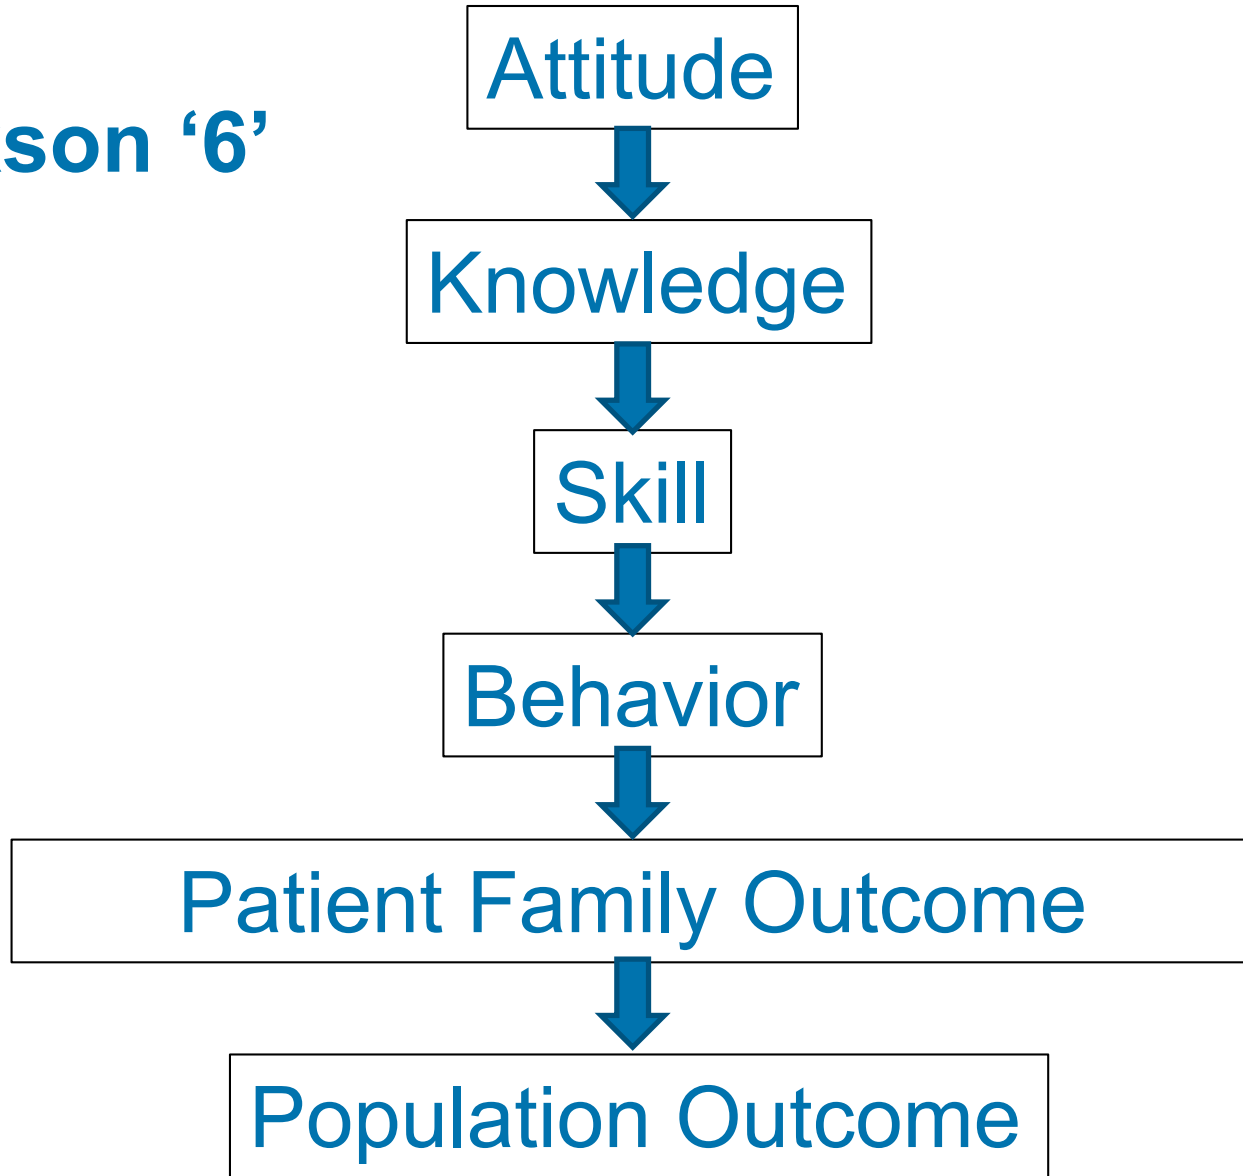 Attitude
son ‘6’
Knowledge
Skill
Behavior
Patient Family Outcome
Population Outcome